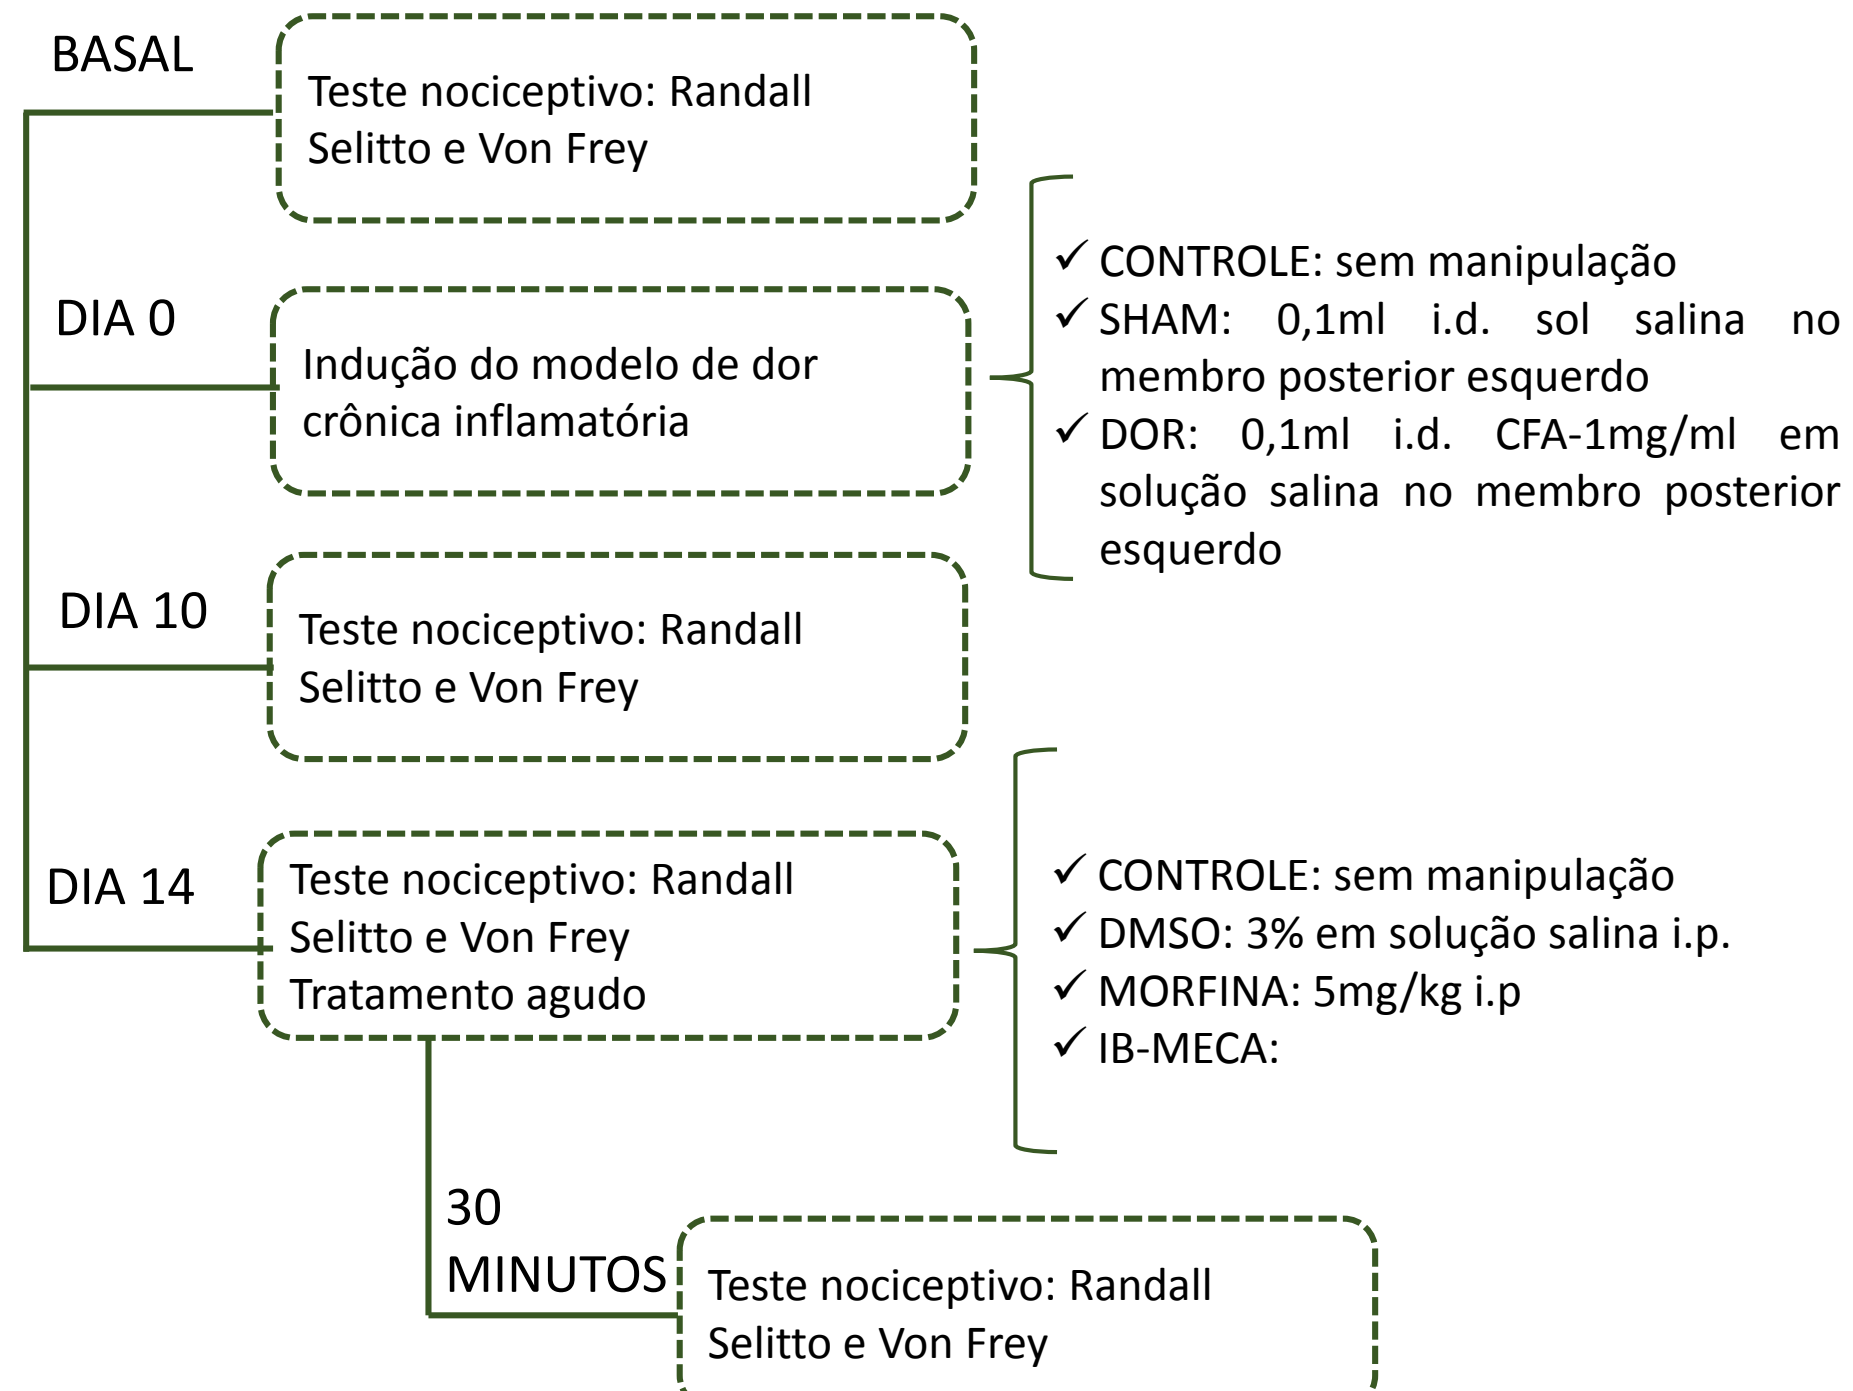 BASAL
Teste nociceptivo: Randall
Selitto e Von Frey
DIA 0
Indução do modelo de dor
crônica inflamatória
✓ CONTROLE: sem manipulação
✓ SHAM: 0,1ml i.d. sol salina no
membro posterior esquerdo
✓ DOR: 0,1ml i.d. CFA-1mg/ml em
solução salina no membro posterior
esquerdo
DIA 10
Teste nociceptivo: Randall
Selitto e Von Frey
DIA 14
Teste nociceptivo: Randall
Selitto e Von Frey
Tratamento agudo
✓ CONTROLE: sem manipulação
✓ DMSO: 3% em solução salina i.p.
✓ MORFINA: 5mg/kg i.p
✓ IB-MECA:
30
MINUTOS
Teste nociceptivo: Randall
Selitto e Von Frey